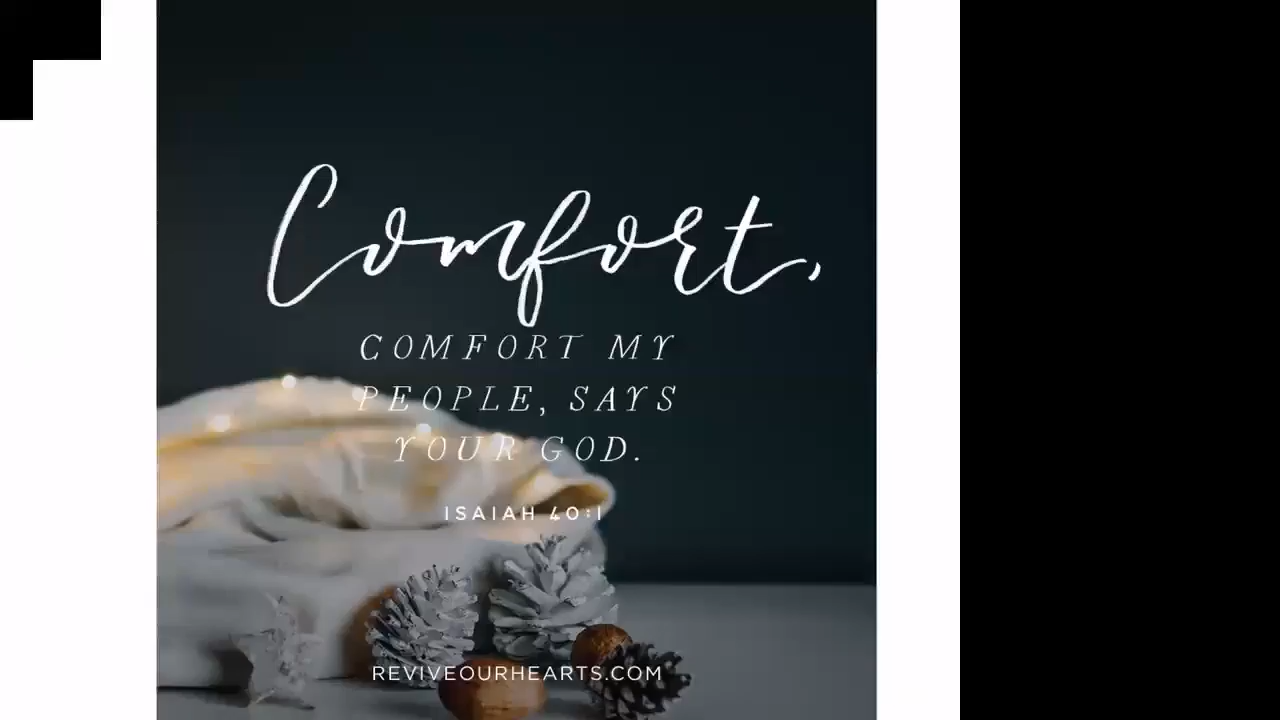 Comfort,
COMFORT MY
PEOPLE, SAYS
YOUR GOD.
ISAIAH 40:1
REVIVEOURHEARTS.COM